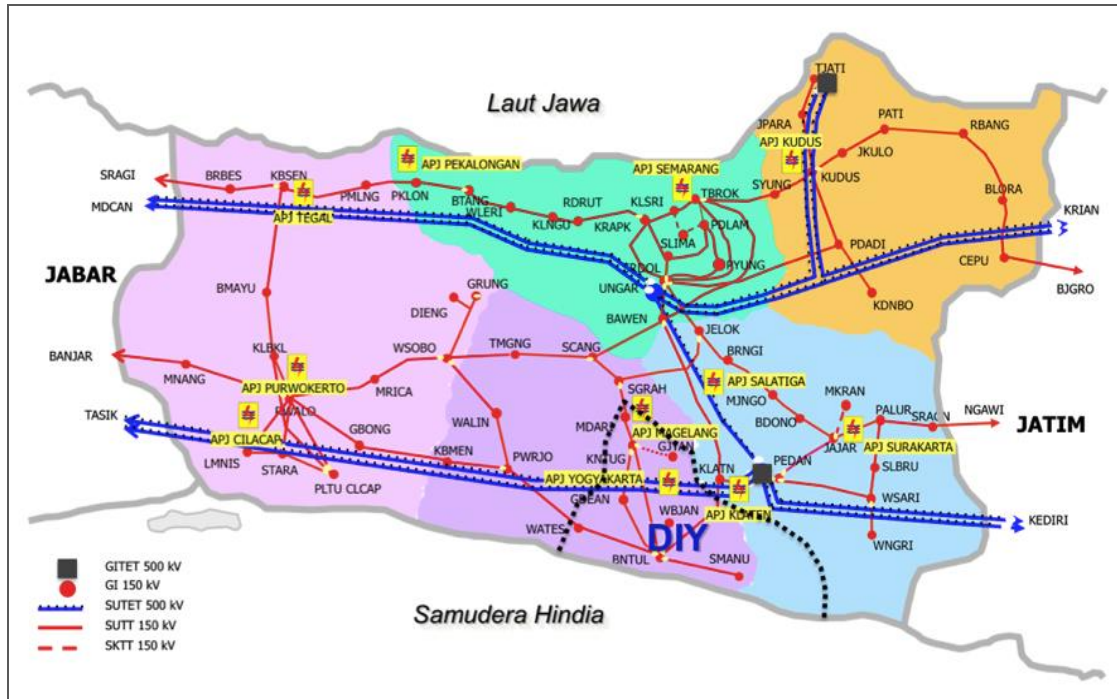 Laut Jawa
TJATI
JPARA
PATI
RBANG
APJ KUDUS
JKULO
APJ PEKALONGAN
APJ SEMARANG
SRAGI
BRBES
KBSEN
PMLNG
PKLON
BTANG
WLERI
RDRUT
KLSRI
TBROK
SYUNG
KUDUS
BLORA
MDCAN
APJ TEGAL
KLNGU
KRAPK
PDLAM
SLIMA
KRIAN
PDADI
CEPU
JABAR
UNGAR
BJGRO
BMAYU
GRUNG
DIENG
KDNBO
BAWEN
JELOK
BANJAR
KLBKL
WSOBO
TMGNG
SCANG
BRNGI
MNANG
APJ PURWOKERTO
MRICA
SGRAH
APJ SALATIGA
MJNGO
MKRAN
PALUR
NGAWI
JATIM
TASIK
APJ CILACAP
GBONG
WALIN
APJ MAGELANG
BDONO
JAJAR
APJ SURAKARTA
LMNIS
STARA
KBMEN
PWRJO
KLATN
PEDAN
SLBRU
PLTU CLCAP
APJ YOGYAKARTA
APJ KLATEN
WSARI
WATES
WBJAN
DIY
KEDIRI
WNGRI
BNTUL
SMANU
GITET 500 kV
GI 150 kV
SUTET 500 kV
SUTT 150 kV
SKTT 150 kV
Samudera Hindia